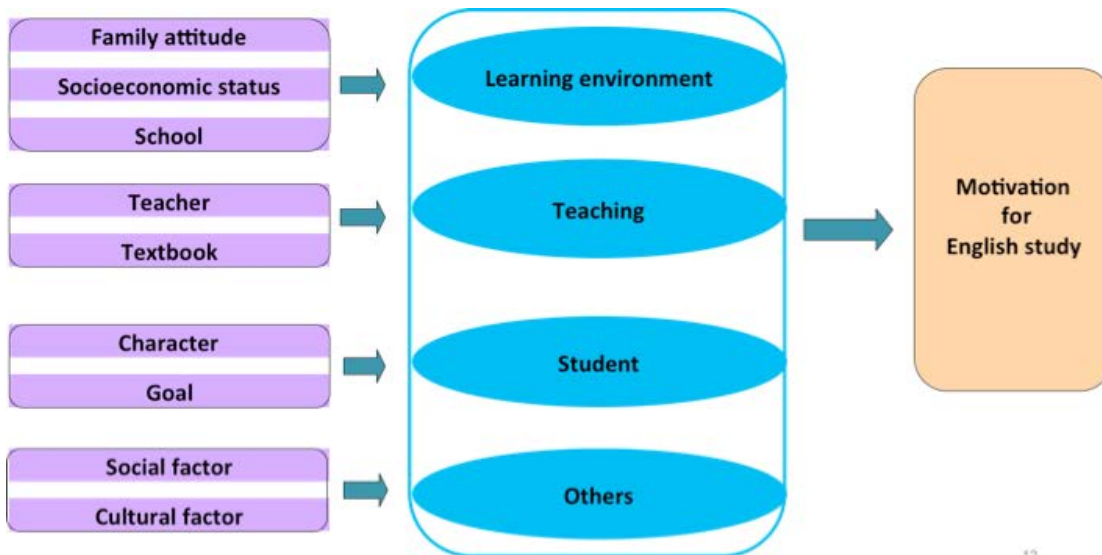 Family attitude
Socioeconomic status
School
Learning environment
Teacher
Textbook
Teaching
Character
Goal
Student
Social factor
Cultural factor
Others
Motivation
for
English study